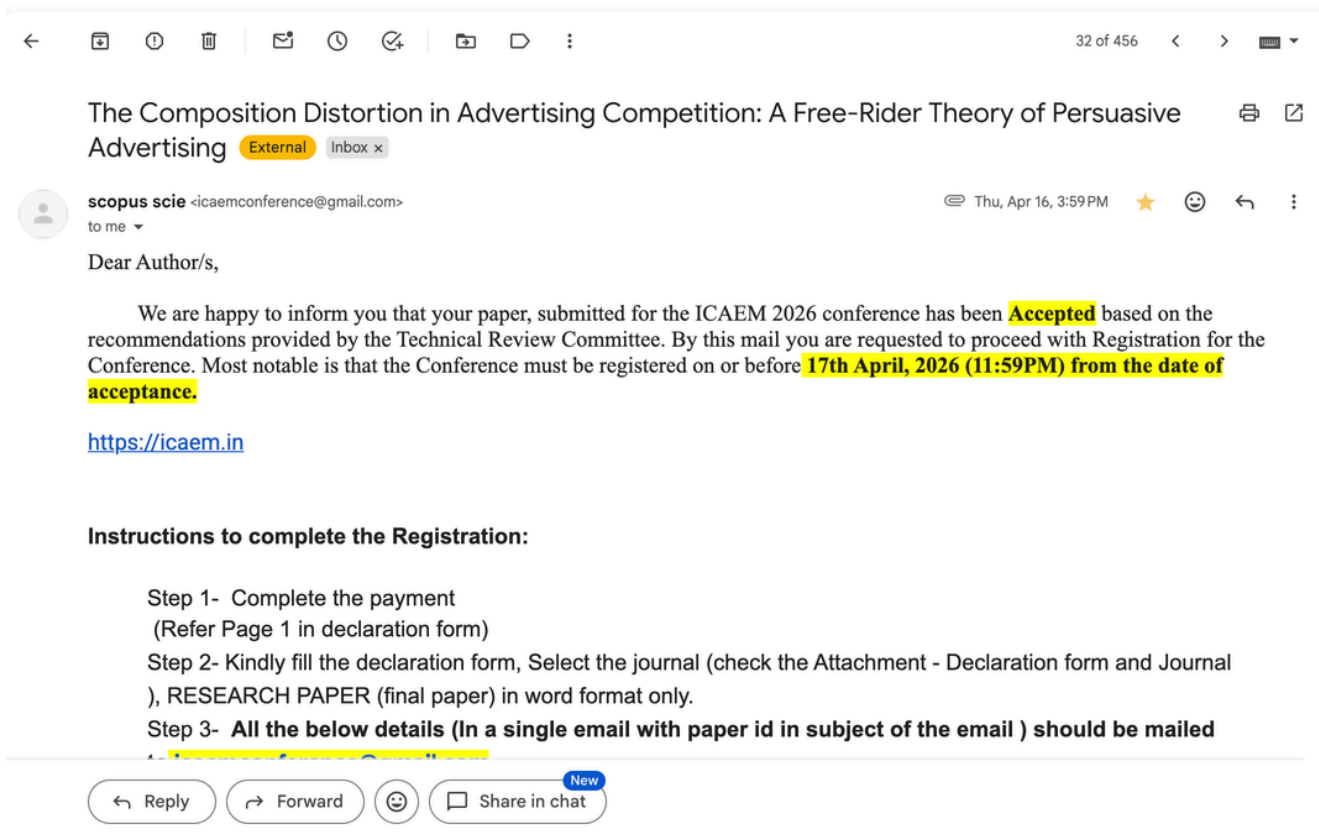 32 of 456
The Composition Distortion in Advertising Competition: A Free-Rider Theory of Persuasive
Advertising External Inbox x
scopus scie <icaemconference@gmail.com>
Thu, Apr 16, 3:59 PM
to me
Dear Author/s,
We are happy to inform you that your paper, submitted for the ICAEM 2026 conference has been Accepted based on the
recommendations provided by the Technical Review Committee. By this mail you are requested to proceed with Registration for the
Conference. Most notable is that the Conference must be registered on or before 17th April, 2026 (11:59PM) from the date of
acceptance.
https://icaem.in
Instructions to complete the Registration:
Step 1- Complete the payment
(Refer Page 1 in declaration form)
Step 2- Kindly fill the declaration form, Select the journal (check the Attachment - Declaration form and Journal
), RESEARCH PAPER (final paper) in word format only.
Step 3- All the below details (In a single email with paper id in subject of the email ) should be mailed
New
Reply Forward Share in chat